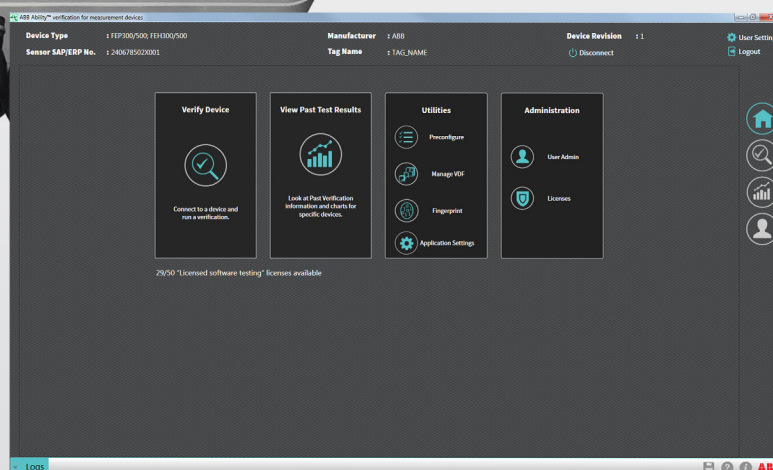 ABB Ability™ verification for measurement devices
Device Type : FEP300/500; FEH300/500 Manufacturer : ABB Device Revision : 1
User Settin
Sensor SAP/ERP No. : 240678502X001 Tag Name : TAG_NAME Disconnect
Logout
Verify Device
Connect to a device and
run a verification.
View Past Test Results
Look at Past Verification
information and charts for
specific devices.
Utilities
Preconfigure
Manage VDF
Fingerprint
Application Settings
Administration
User Admin
Licenses
29/50 "Licensed software testing" licenses available
Logs
AB